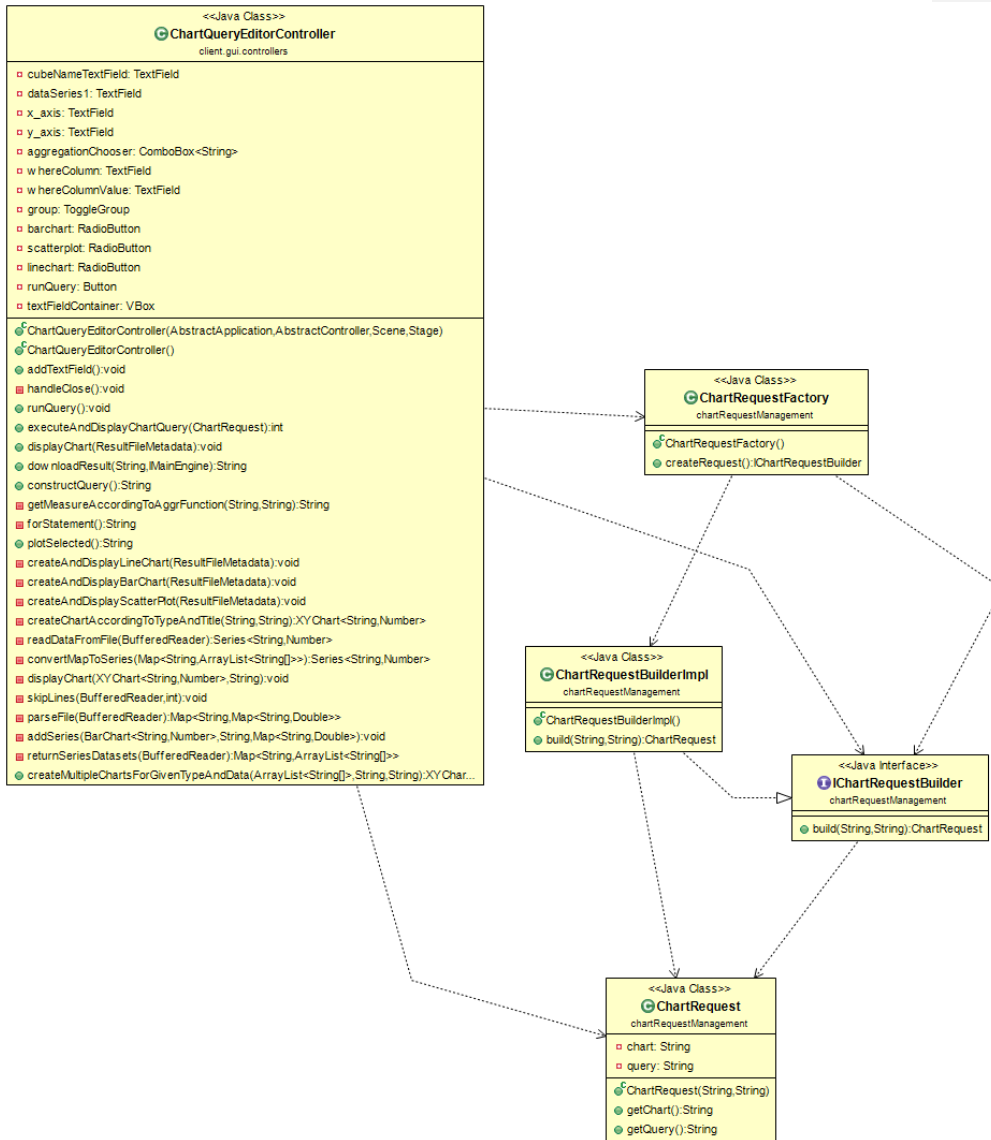 <<Java Class>>
ChartQueryEditorController
client.gui.controllers
cubeNameTextField: TextField
dataSeries1: TextField
x_axis: TextField
y_axis: TextField
aggregationChooser: ComboBox<String>
whereColumn: TextField
whereColumnValue: TextField
group: ToggleGroup
barchart: RadioButton
scatterplot: RadioButton
linechart: RadioButton
runQuery: Button
textFieldContainer: VBox
ChartQueryEditorController(AbstractApplication,AbstractController,Scene,Stage)
ChartQueryEditorController()
addTextField():void
handleClose():void
runQuery():void
executeAndDisplayChartQuery(ChartRequest):int
displayChart(ResultFileMetadata):void
downloadResult(String,IMainEngine):String
constructQuery():String
getMeasureAccordingToAggrFunction(String,String):String
forStatement():String
plotSelected():String
createAndDisplayLineChart(ResultFileMetadata):void
createAndDisplayBarChart(ResultFileMetadata):void
createAndDisplayScatterPlot(ResultFileMetadata):void
createChartAccordingToTypeAndTitle(String,String):XYChart<String,Number>
readDataFromFile(BufferedReader):Series<String,Number>
convertMapToSeries(Map<String,ArrayList<String[]>>):Series<String,Number>
displayChart(XYChart<String,Number>,String):void
skipLines(BufferedReader,int):void
parseFile(BufferedReader):Map<String,Map<String,Double>>
addSeries(BarChart<String,Number>,String,Map<String,Double>):void
returnSeriesDatasets(BufferedReader):Map<String,ArrayList<String[]>>
createMultipleChartsForGivenTypeAndData(ArrayList<String[]>,String,String):XYChar...
<<Java Class>>
ChartRequestFactory
chartRequestManagement
ChartRequestFactory()
createRequest():IChartRequestBuilder
<<Java Class>>
ChartRequestBuilderImpl
chartRequestManagement
ChartRequestBuilderImpl()
build(String,String):ChartRequest
<<Java Interface>>
IChartRequestBuilder
chartRequestManagement
build(String,String):ChartRequest
<<Java Class>>
ChartRequest
chartRequestManagement
chart: String
query: String
ChartRequest(String,String)
getChart():String
getQuery():String